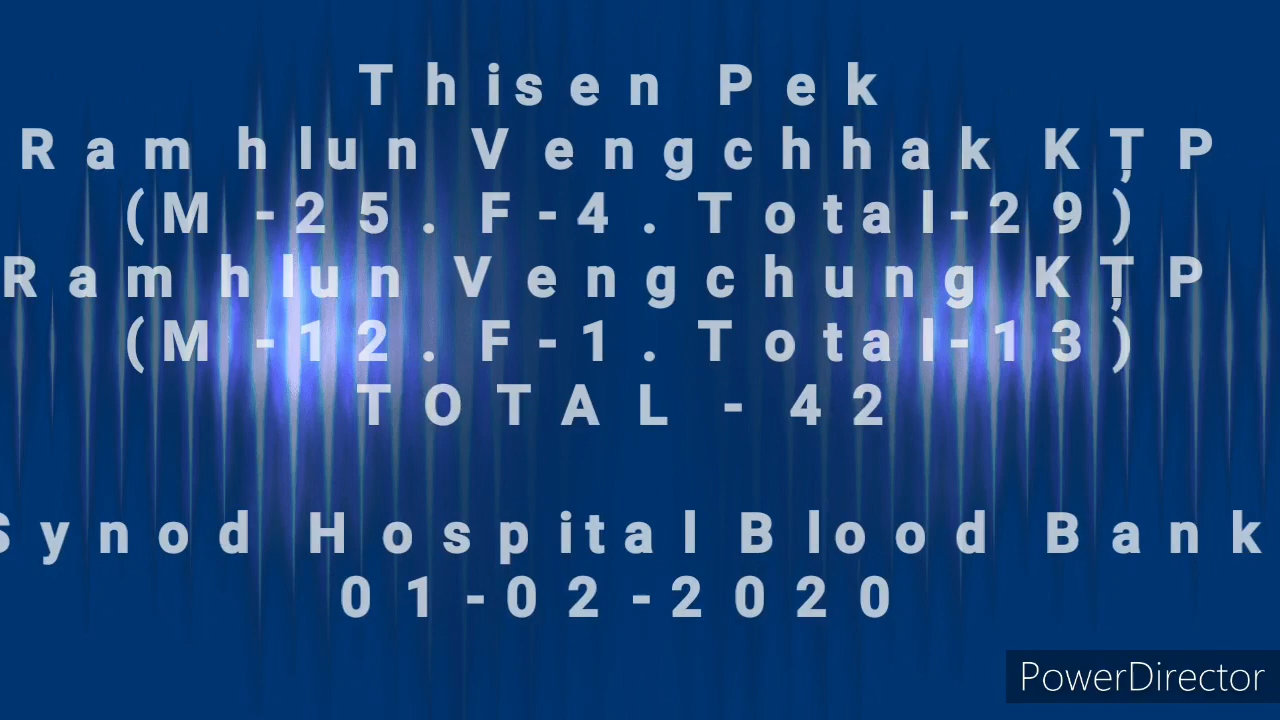 Thisen Pek
Ramhlun Vengchhak KṬP
(M-25. F-4. Total-29)
Ramhlun Vengchung KṬP
(M-12. F-1. Total-13)
TOTAL-42
Synod Hospital Blood Bank
01-02-2020
PowerDirector